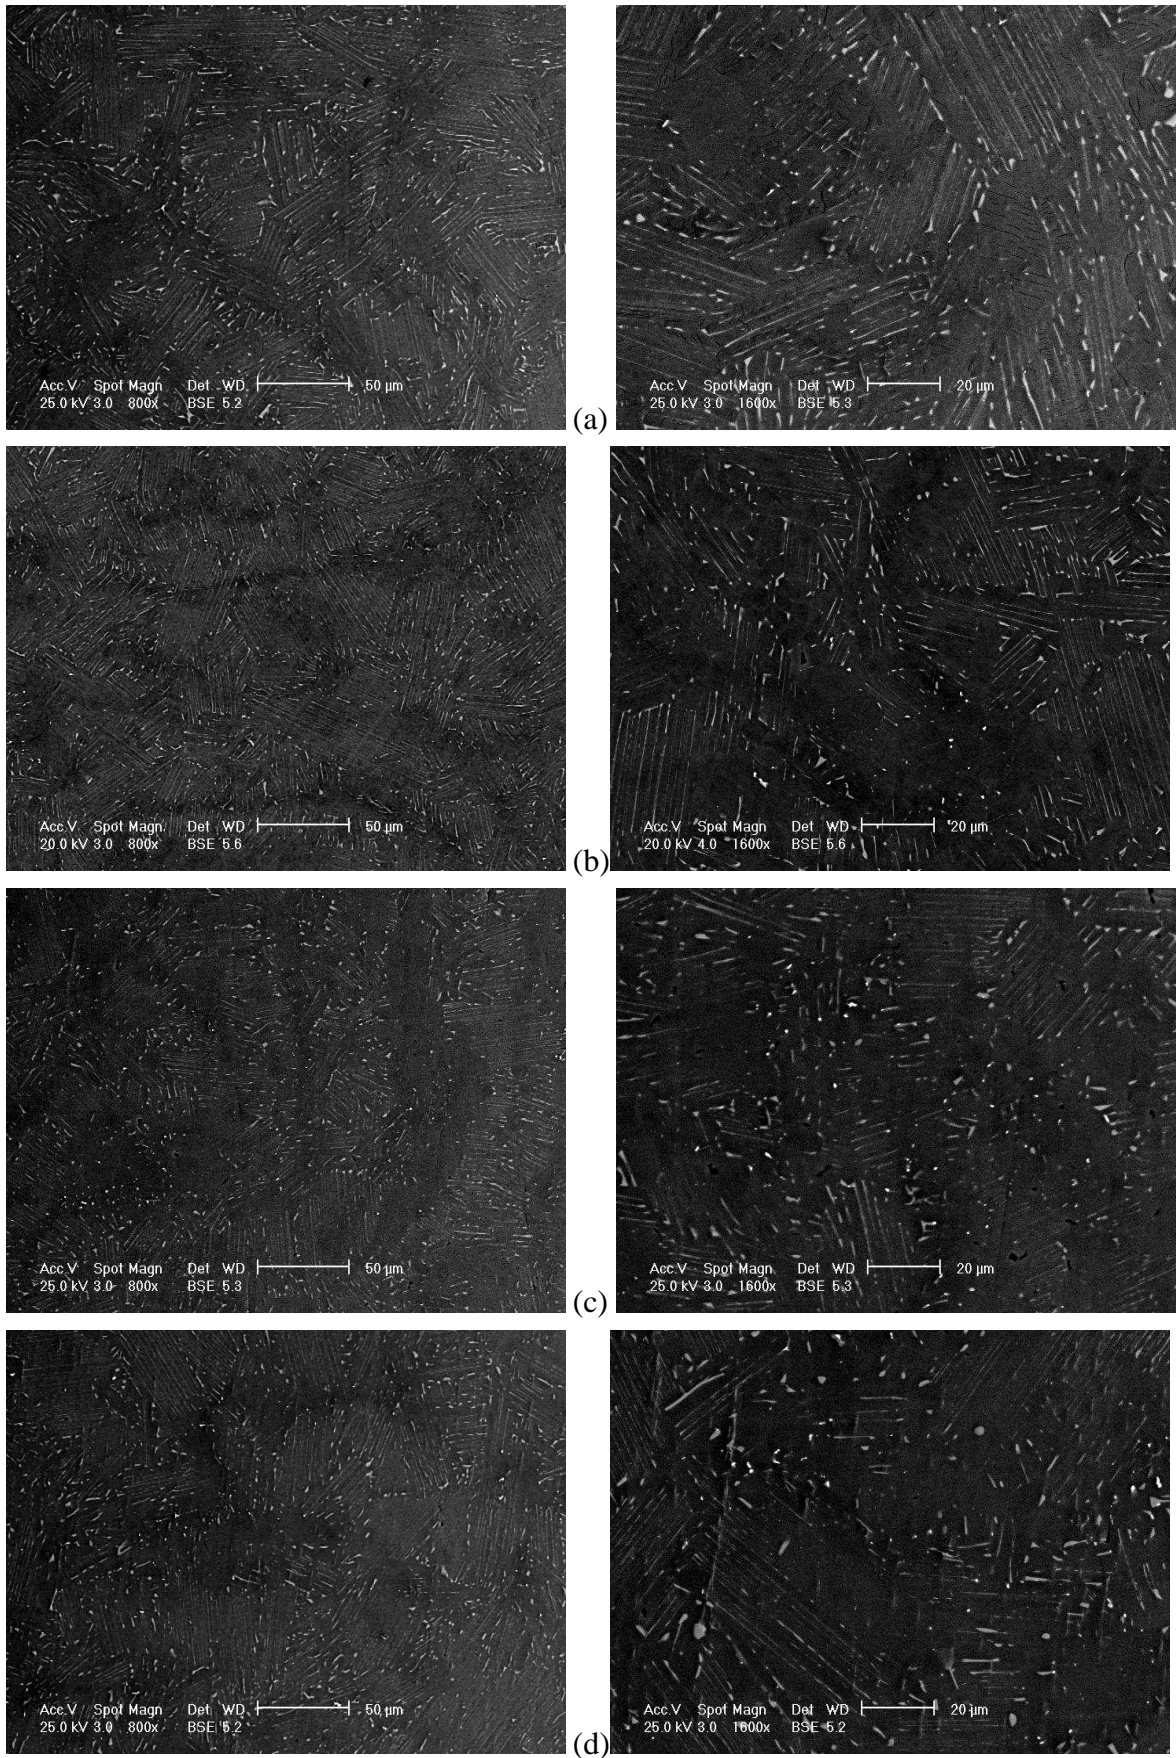 Acc.V Spot Magn Det WD 50 µm
25.0 kV 3.0 800x BSE 5.2
Acc.V Spot Magn Det WD 20 µm
25.0 kV 3.0 1600x BSE 5.3
(a)
Acc.V Spot Magn Det WD 50 µm
20.0 kV 3.0 800x BSE 5.6
Acc.V Spot Magn Det WD 20 µm
20.0 kV 4.0 1600x BSE 5.6
(b)
Acc.V Spot Magn Det WD 50 µm
25.0 kV 3.0 800x BSE 5.3
Acc.V Spot Magn Det WD 20 µm
25.0 kV 3.0 1600x BSE 5.3
(c)
Acc.V Spot Magn Det WD 50 µm
25.0 kV 3.0 800x BSE 5.2
Acc.V Spot Magn Det WD 20 µm
25.0 kV 3.0 1600x BSE 5.2
(d)